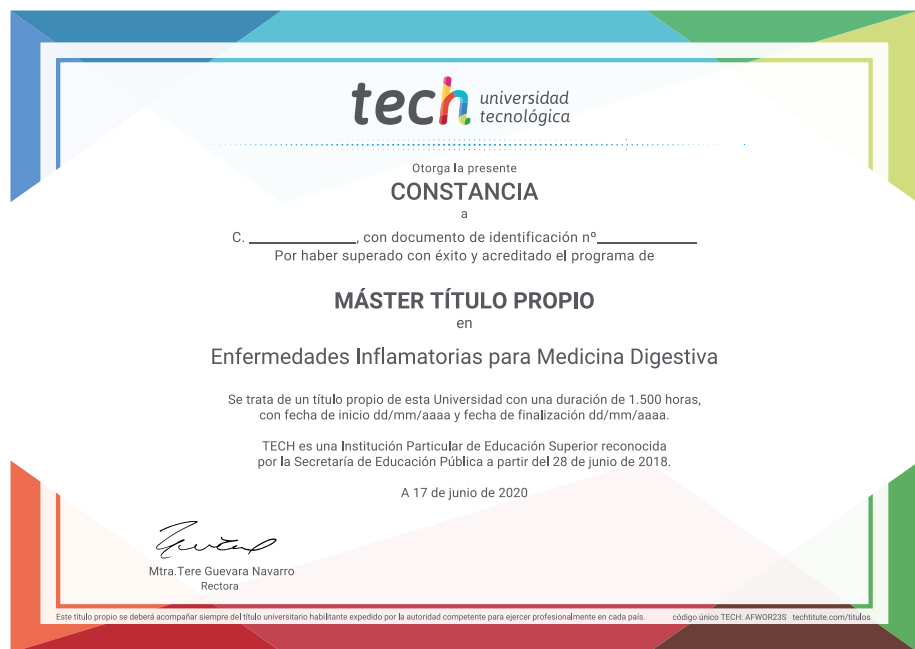 tech universidad
tecnológica
Otorga la presente
CONSTANCIA
a
C. ____________, con documento de identificación nº____________
Por haber superado con éxito y acreditado el programa de
MÁSTER TÍTULO PROPIO
en
Enfermedades Inflamatorias para Medicina Digestiva
Se trata de un título propio de esta Universidad con una duración de 1.500 horas,
con fecha de inicio dd/mm/aaaa y fecha de finalización dd/mm/aaaa.
TECH es una Institución Particular de Educación Superior reconocida
por la Secretaría de Educación Pública a partir del 28 de junio de 2018.
A 17 de junio de 2020
Mtra.Tere Guevara Navarro
Rectora
Este título propio se deberá acompañar siempre del título universitario habilitante expedido por la autoridad competente para ejercer profesionalmente en cada país. código único TECH: AFWOR23S techtitute.com/titulos